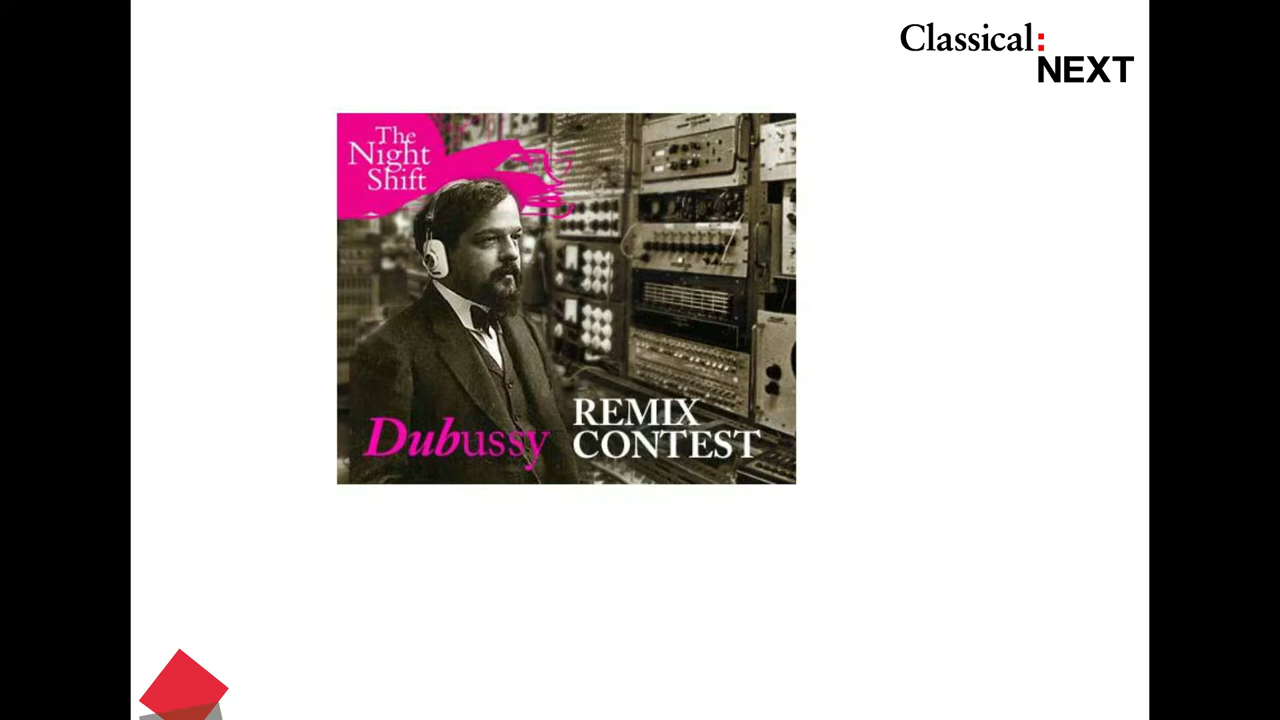 Classical:
NEXT
The
Night
Shift
Dubussy
REMIX
CONTEST